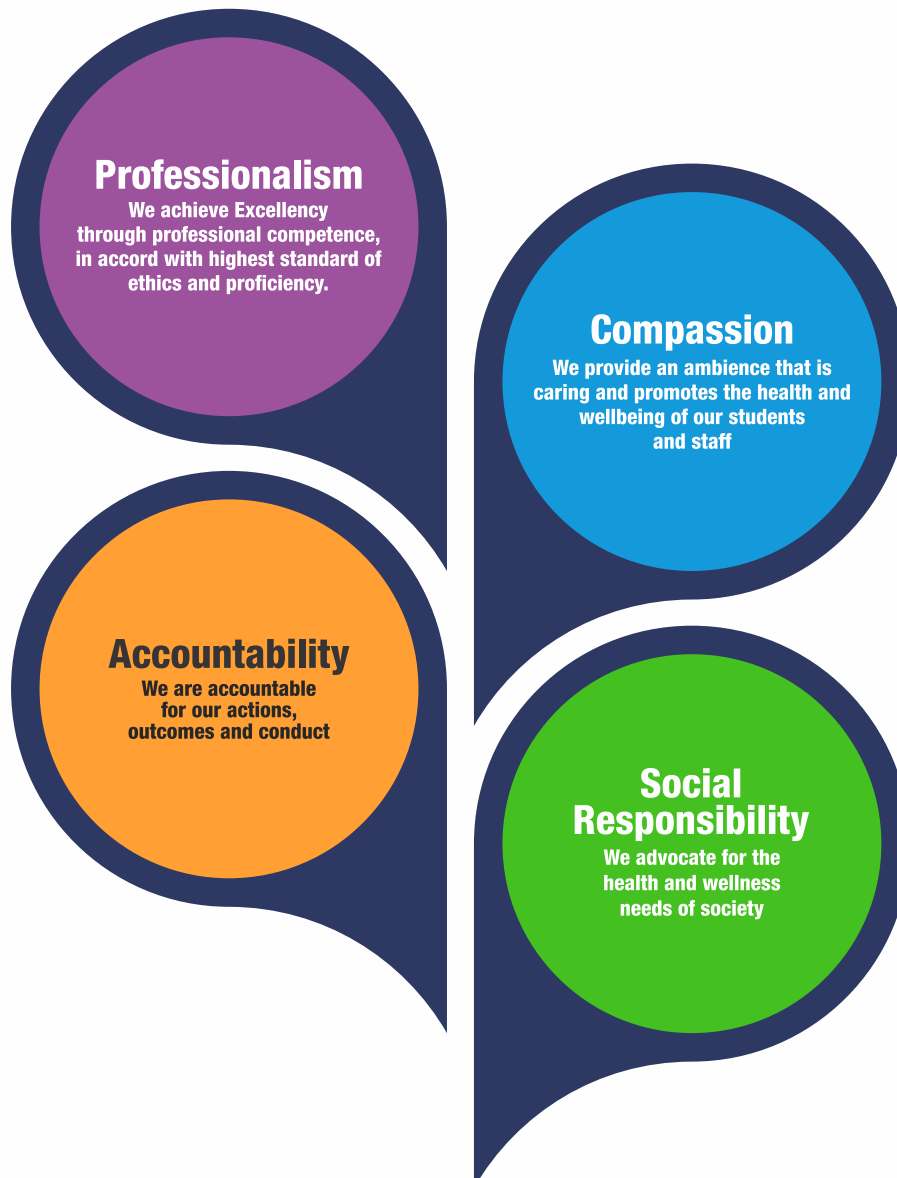 Professionalism
We achieve Excellency
through professional competence,
in accord with highest standard of
ethics and proficiency.
Compassion
We provide an ambience that is
caring and promotes the health and
wellbeing of our students
and staff
Accountability
We are accountable
for our actions,
outcomes and conduct
Social
Responsibility
We advocate for the
health and wellness
needs of society